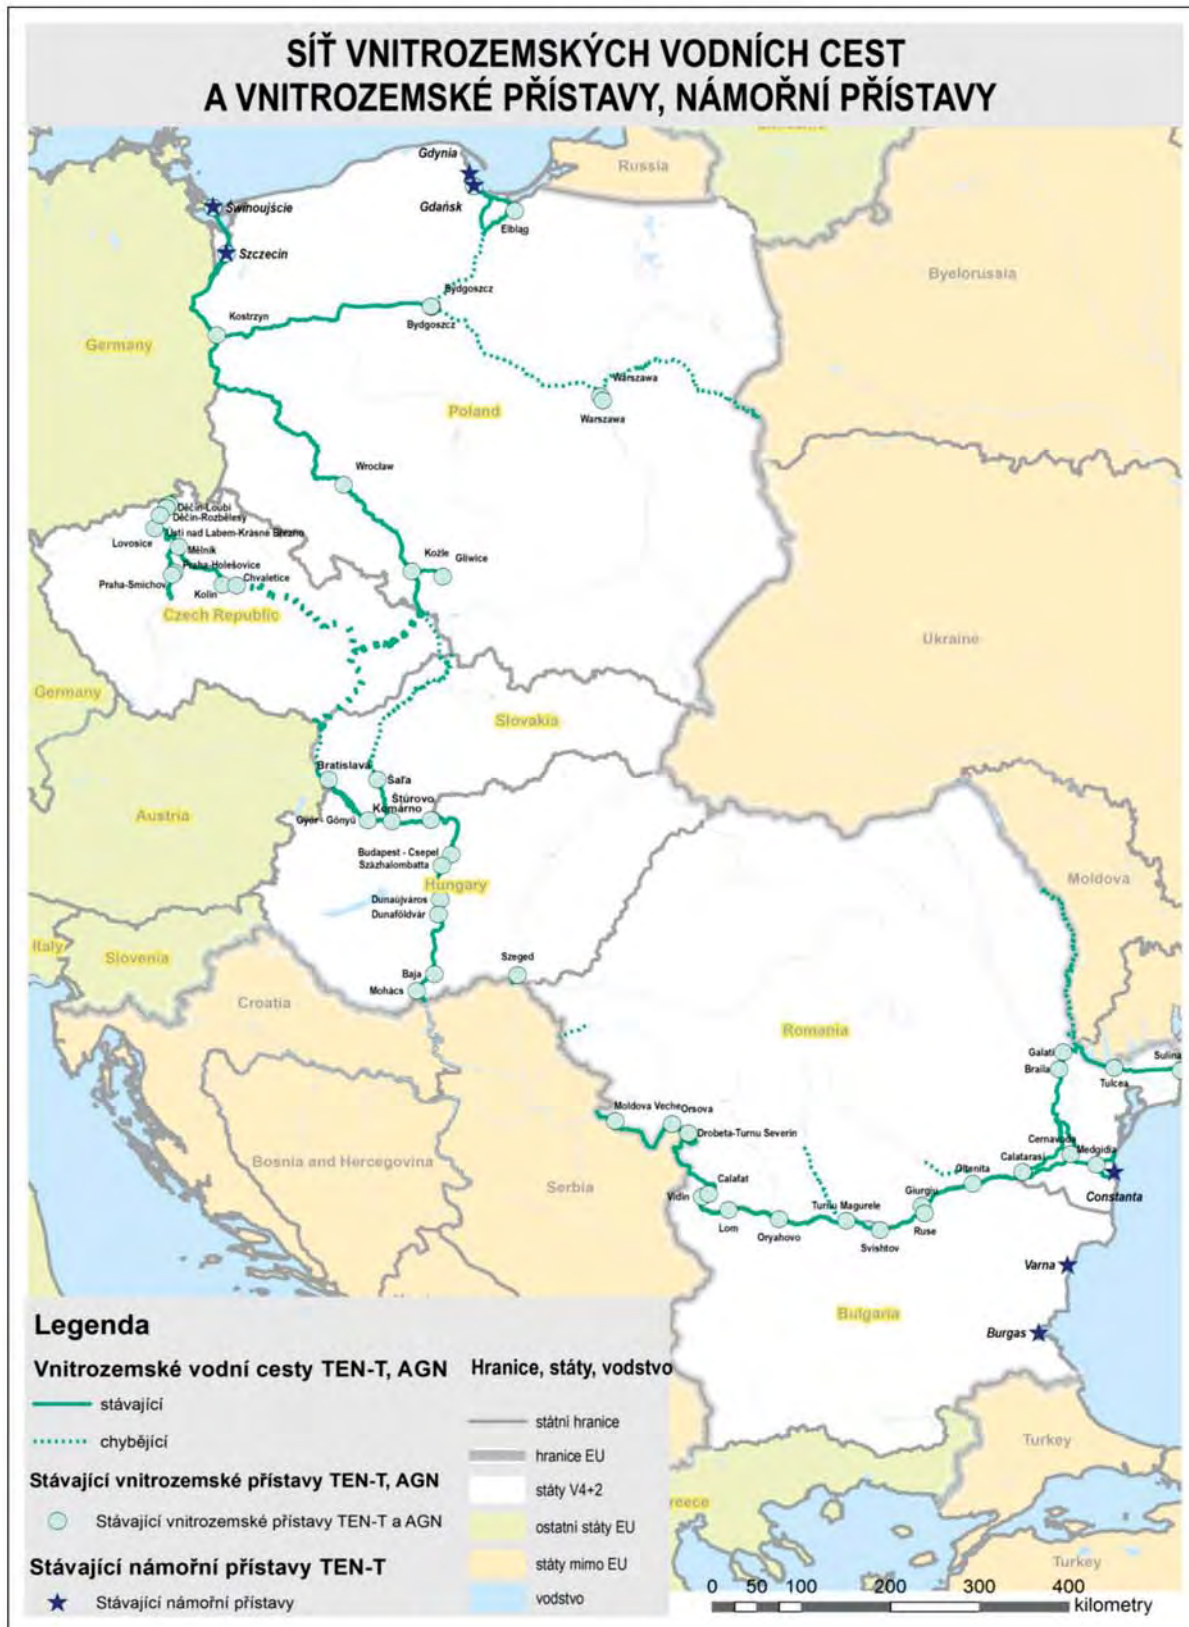 SÍŤ VNITROZEMSKÝCH VODNÍCH CEST
A VNITROZEMSKÉ PŘÍSTAVY, NÁMOŘNÍ PŘÍSTAVY
Gdynia
Russia
Gdańsk
Świnoujście
Elbląg
Szczecin
Byelorussia
Bydgoszcz
Kostrzyn
Bydgoszcz
Germany
Warszawa
Poland
Warszawa
Wrocław
Děčín-Loubí
Děčín-Rozbělesy
Ústí nad Labem-Krásné Březno
Lovosice
Mělník
Koźle
Gliwice
Praha-Holešovice
Praha-Smíchov
Chvaletice
Kolín
Czech Republic
Ukraine
Germany
Slovakia
Bratislava
Šaľa
Štúrovo
Komárno
Austria
Győr - Gönyű
Budapest - Csepel
Százhalombatta
Hungary
Moldova
Dunaújváros
Dunaföldvár
Italy
Slovenia
Szeged
Baja
Mohács
Croatia
Romania
Galati
Sulina
Braila
Tulcea
Moldova Veche
Orsova
Drobeta-Turnu Severin
Cernavoda
Medgidia
Bosnia and Hercegovina
Calatarasi
Serbia
Oltenita
Calafat
Vidin
Giurgiu
Constanta
Turnu Magurele
Lom
Oryahovo
Ruse
Svishtov
Varna
Bulgaria
Burgas
Legenda
Vnitrozemské vodní cesty TEN-T, AGN
stávající
chybějící
Stávající vnitrozemské přístavy TEN-T, AGN
Stávající vnitrozemské přístavy TEN-T a AGN
Stávající námořní přístavy TEN-T
Stávající námořní přístavy
Hranice, státy, vodstvo
státní hranice
hranice EU
státy V4+2
ostatní státy EU
státy mimo EU
vodstvo
Turkey
reece
Turkey
0 50 100 200 300 400
kilometry